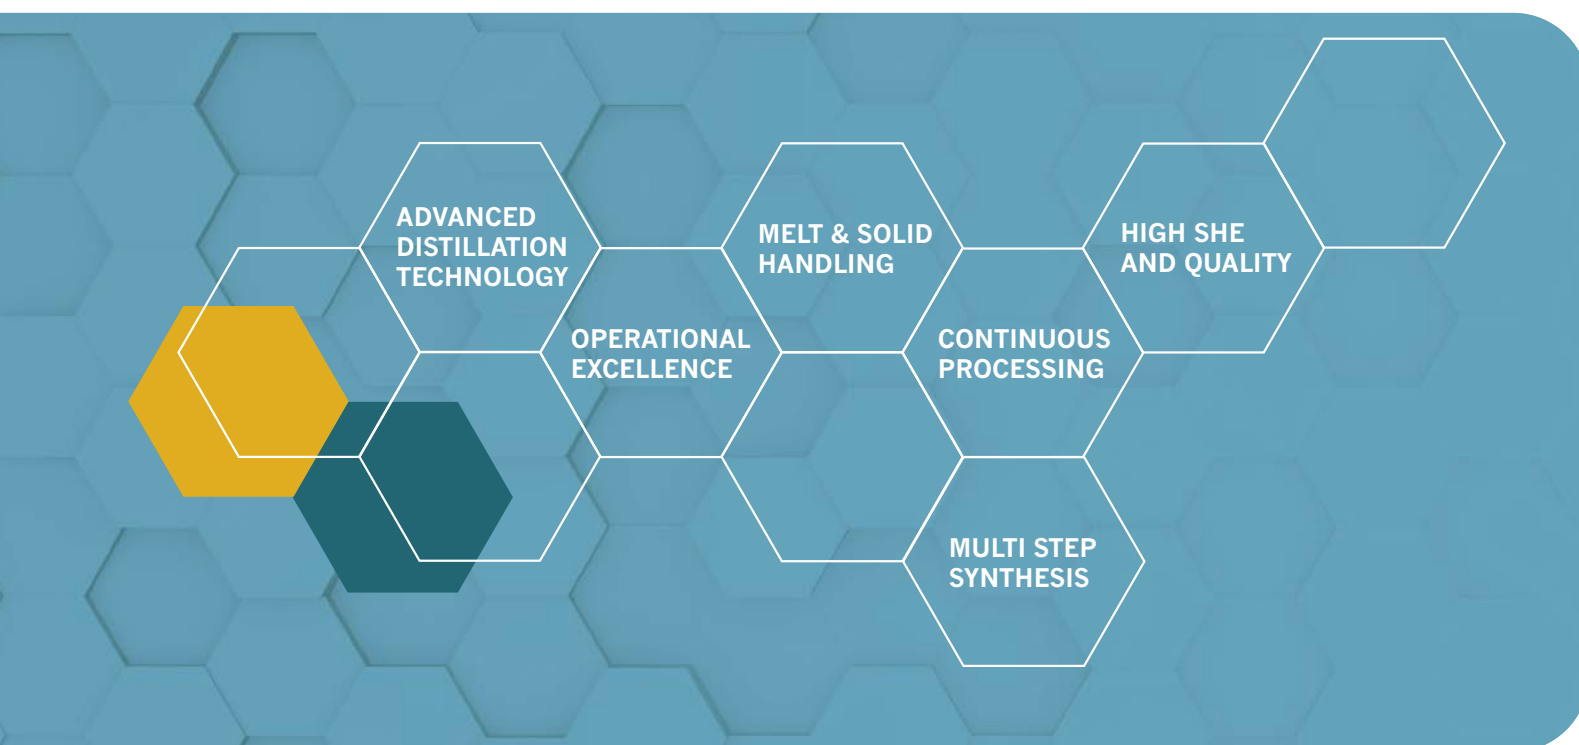 ADVANCED
DISTILLATION
TECHNOLOGY
OPERATIONAL
EXCELLENCE
MELT & SOLID
HANDLING
CONTINUOUS
PROCESSING
HIGH SHE
AND QUALITY
MULTI STEP
SYNTHESIS